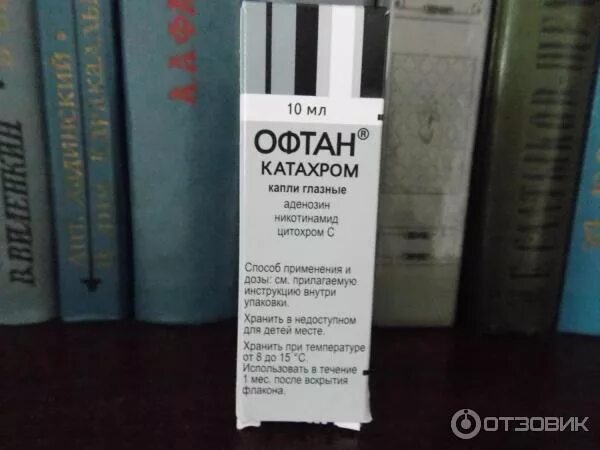 10 мл
ОФТАН®
КАТАХРОМ
капли глазные
аденозин
никотинамид
цитохром С
Способ применения и
дозы: см. прилагаемую
инструкцию внутри
упаковки.
Хранить в недоступном
для детей месте.
Хранить при температуре
от 8 до 15 °С.
Использовать в течение
1 мес. после вскрытия
флакона.
В. ВИЛЕНКИН
ОТЗОВИК